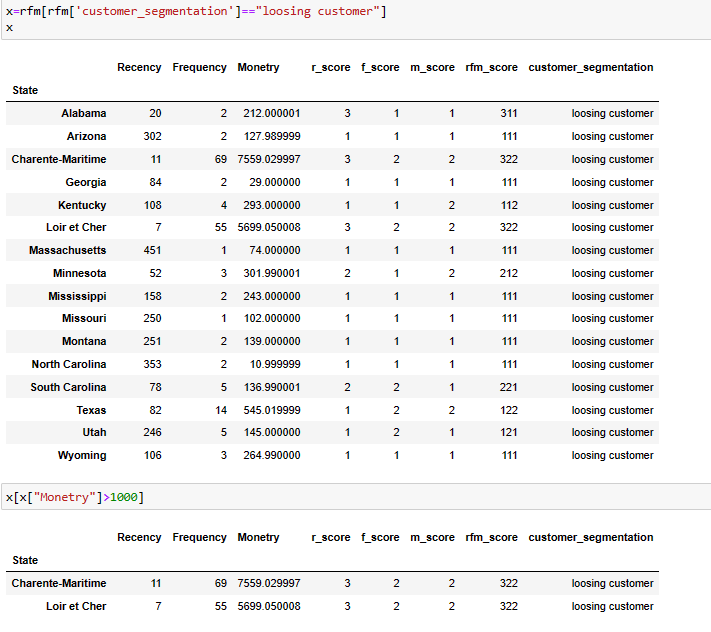 x=rfm[rfm['customer_segmentation']=="loosing customer"]
x
Recency Frequency Monetry r_score f_score m_score rfm_score customer_segmentation
State
Alabama 20 2 212.000001 3 1 1 311 loosing customer
Arizona 302 2 127.989999 1 1 1 111 loosing customer
Charente-Maritime 11 69 7559.029997 3 2 2 322 loosing customer
Georgia 84 2 29.000000 1 1 1 111 loosing customer
Kentucky 108 4 293.000000 1 1 2 112 loosing customer
Loir et Cher 7 55 5699.050008 3 2 2 322 loosing customer
Massachusetts 451 1 74.000000 1 1 1 111 loosing customer
Minnesota 52 3 301.990001 2 1 2 212 loosing customer
Mississippi 158 2 243.000000 1 1 1 111 loosing customer
Missouri 250 1 102.000000 1 1 1 111 loosing customer
Montana 251 2 139.000000 1 1 1 111 loosing customer
North Carolina 353 2 10.999999 1 1 1 111 loosing customer
South Carolina 78 5 136.990001 2 2 1 221 loosing customer
Texas 82 14 545.019999 1 2 2 122 loosing customer
Utah 246 5 145.000000 1 2 1 121 loosing customer
Wyoming 106 3 264.990000 1 1 1 111 loosing customer
x[x["Monetry"]>1000]
Recency Frequency Monetry r_score f_score m_score rfm_score customer_segmentation
State
Charente-Maritime 11 69 7559.029997 3 2 2 322 loosing customer
Loir et Cher 7 55 5699.050008 3 2 2 322 loosing customer